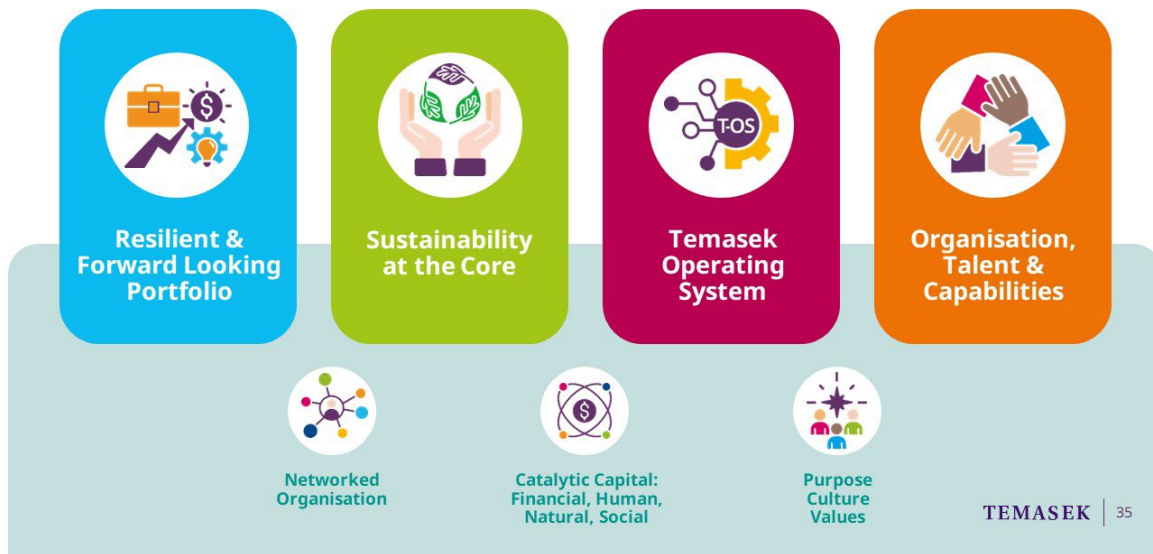 $
T-OS
Resilient &
Forward Looking
Portfolio
Sustainability
at the Core
Temasek
Operating
System
Organisation,
Talent &
Capabilities
$
Networked
Organisation
Catalytic Capital:
Financial, Human,
Natural, Social
Purpose
Culture
Values
TEMASEK | 35